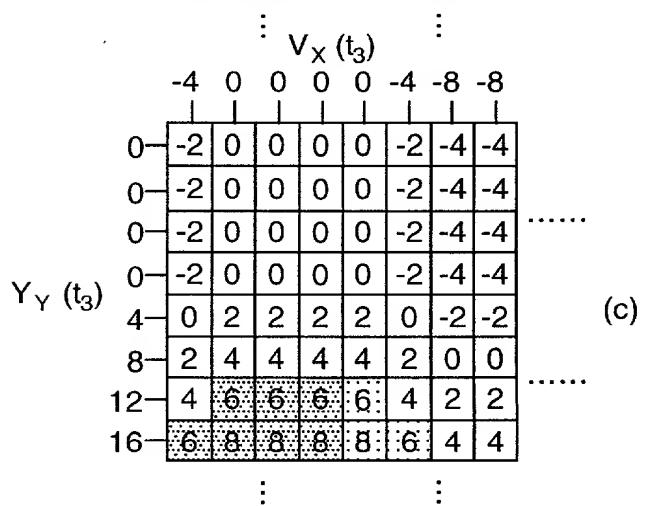 V_X (t_3)
-4 0 0 0 0 -4 -8 -8
0 -2 0 0 0 0 -2 -4 -4
0 -2 0 0 0 0 -2 -4 -4
0 -2 0 0 0 0 -2 -4 -4
0 -2 0 0 0 0 -2 -4 -4
Y_Y (t_3)
4 0 2 2 2 2 0 -2 -2
(c)
8 2 4 4 4 4 2 0 0
12 4 6 6 6 6 4 2 2
16 6 8 8 8 8 6 4 4